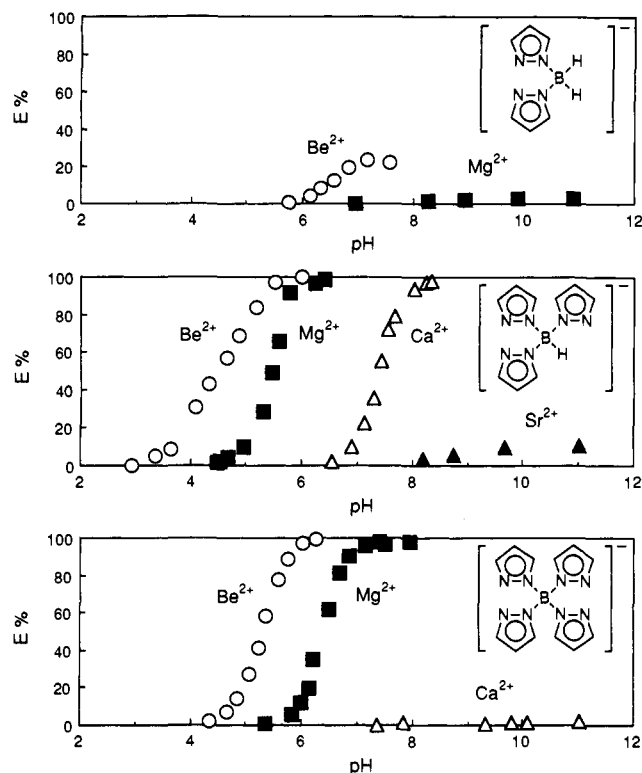 100
80
60
40
20
0
E %
Be²⁺
Mg²⁺
N–N
N–N
B
H
H
−
2
4
6
8
10
12
pH
100
80
60
40
20
0
E %
Be²⁺
Mg²⁺
Ca²⁺
Sr²⁺
N–N
N–N
N–N
B
H
−
2
4
6
8
10
12
pH
100
80
60
40
20
0
E %
Be²⁺
Mg²⁺
Ca²⁺
N–N
N–N
N–N
N–N
B
−
2
4
6
8
10
12
pH